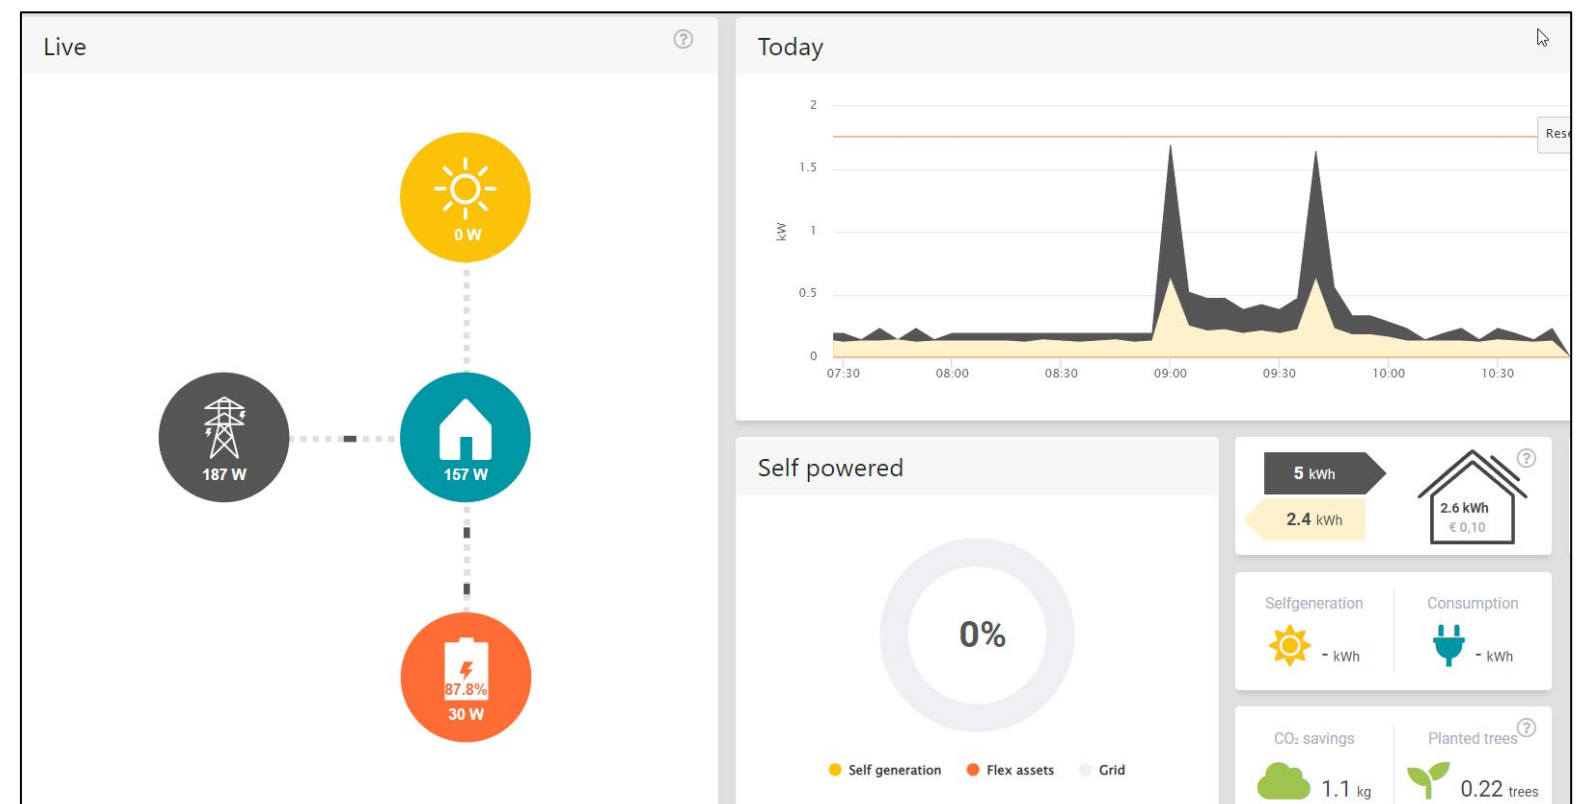 Live
?
0 W
187 W
157 W
87.8%
30 W
Today
2
1.5
1
0.5
0
kW
07:30 08:00 08:30 09:00 09:30 10:00 10:30
Rese
Self powered
0%
Self generation Flex assets Grid
5 kWh
2.4 kWh
?
2.6 kWh
€ 0,10
Selfgeneration Consumption
- kWh - kWh
CO₂ savings Planted trees ?
1.1 kg 0.22 trees